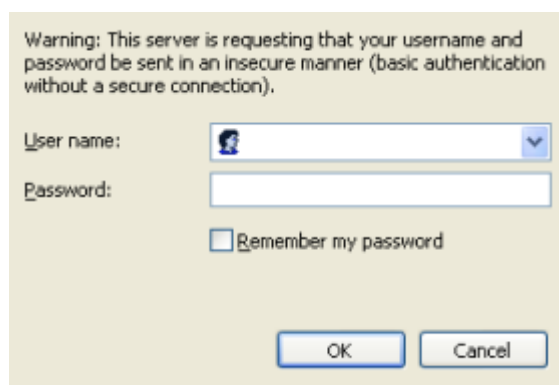 Warning: This server is requesting that your username and
password be sent in an insecure manner (basic authentication
without a secure connection).
User name:
Password:
Remember my password
OK
Cancel